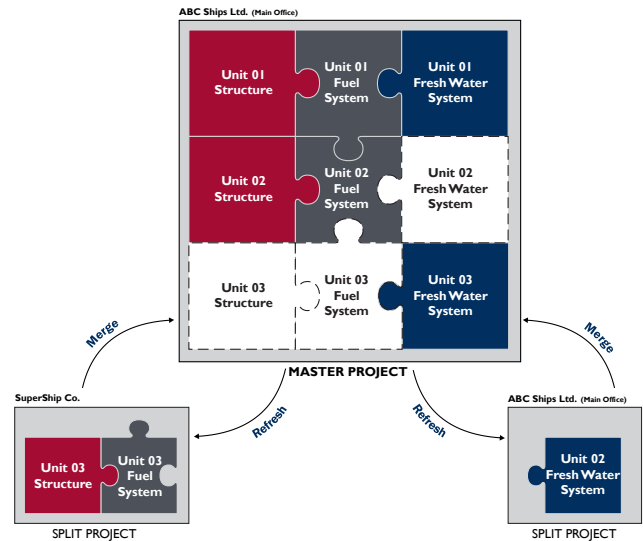 ABC Ships Ltd. (Main Office)
Unit 01
Structure
Unit 01
Fuel
System
Unit 01
Fresh Water
System
Unit 02
Structure
Unit 02
Fuel
System
Unit 02
Fresh Water
System
Unit 03
Structure
Unit 03
Fuel
System
Unit 03
Fresh Water
System
MASTER PROJECT
Merge
Refresh
Refresh
Merge
SuperShip Co.
Unit 03
Structure
Unit 03
Fuel
System
SPLIT PROJECT
ABC Ships Ltd. (Main Office)
Unit 02
Fresh Water
System
SPLIT PROJECT